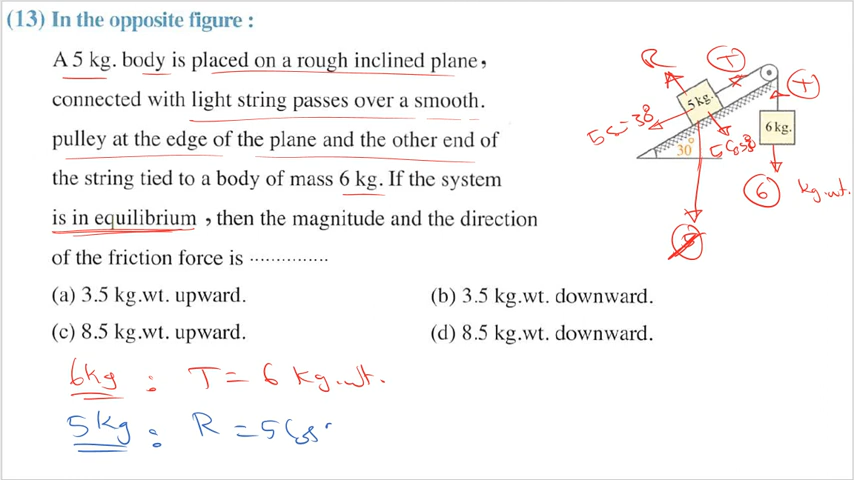 (13) In the opposite figure :
A 5 kg. body is placed on a rough inclined plane,
connected with light string passes over a smooth.
pulley at the edge of the plane and the other end of
the string tied to a body of mass 6 kg. If the system
is in equilibrium , then the magnitude and the direction
of the friction force is ...............
(a) 3.5 kg.wt. upward.
(b) 3.5 kg.wt. downward.
(c) 8.5 kg.wt. upward.
(d) 8.5 kg.wt. downward.
R
T
T
5 kg.
6 kg.
30°
6 kg.wt.
6kg : T = 6 kg.wt.
5kg : R = 5 Cos